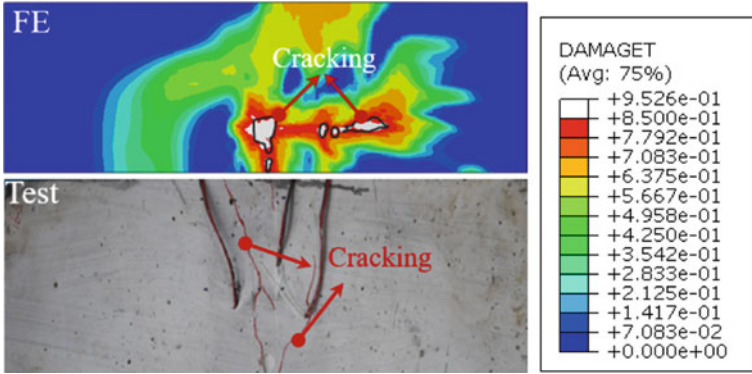 FE
Cracking
Test
Cracking
DAMAGET
(Avg: 75%)
+9.526e-01
+8.500e-01
+7.792e-01
+7.083e-01
+6.375e-01
+5.667e-01
+4.958e-01
+4.250e-01
+3.542e-01
+2.833e-01
+2.125e-01
+1.417e-01
+7.083e-02
+0.000e+00